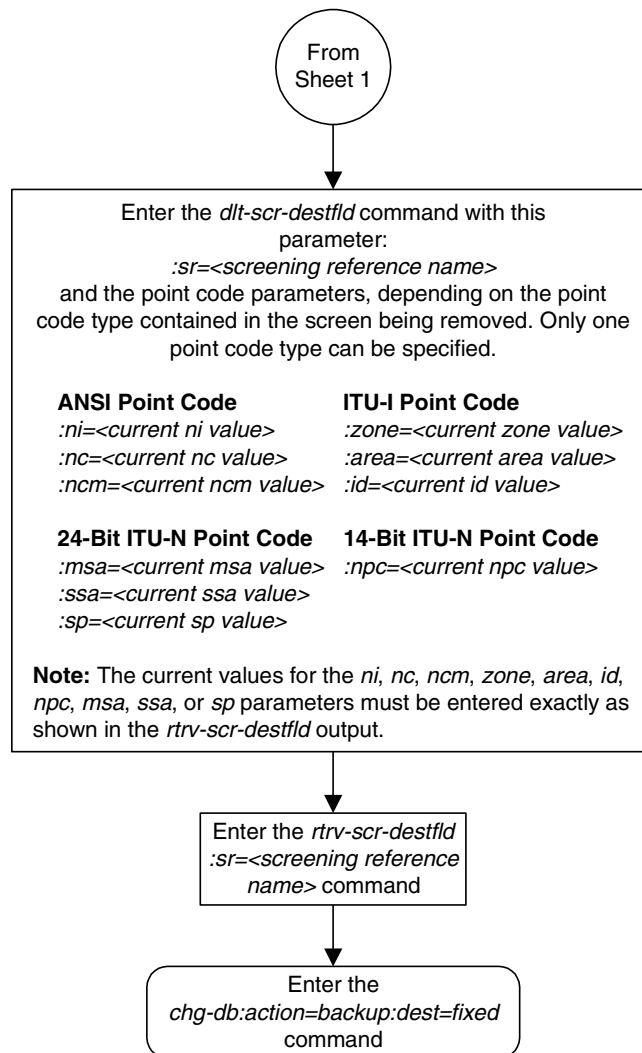 From
Sheet 1
Enter the dlt-scr-destfld command with this
parameter:
:sr=<screening reference name>
and the point code parameters, depending on the point
code type contained in the screen being removed. Only one
point code type can be specified.
ANSI Point Code
:ni=<current ni value>
:nc=<current nc value>
:ncm=<current ncm value>
ITU-I Point Code
:zone=<current zone value>
:area=<current area value>
:id=<current id value>
24-Bit ITU-N Point Code
:msa=<current msa value>
:ssa=<current ssa value>
:sp=<current sp value>
14-Bit ITU-N Point Code
:npc=<current npc value>
Note: The current values for the ni, nc, ncm, zone, area, id,
npc, msa, ssa, or sp parameters must be entered exactly as
shown in the rtrv-scr-destfld output.
Enter the rtrv-scr-destfld
:sr=<screening reference
name> command
Enter the
chg-db:action=backup:dest=fixed
command